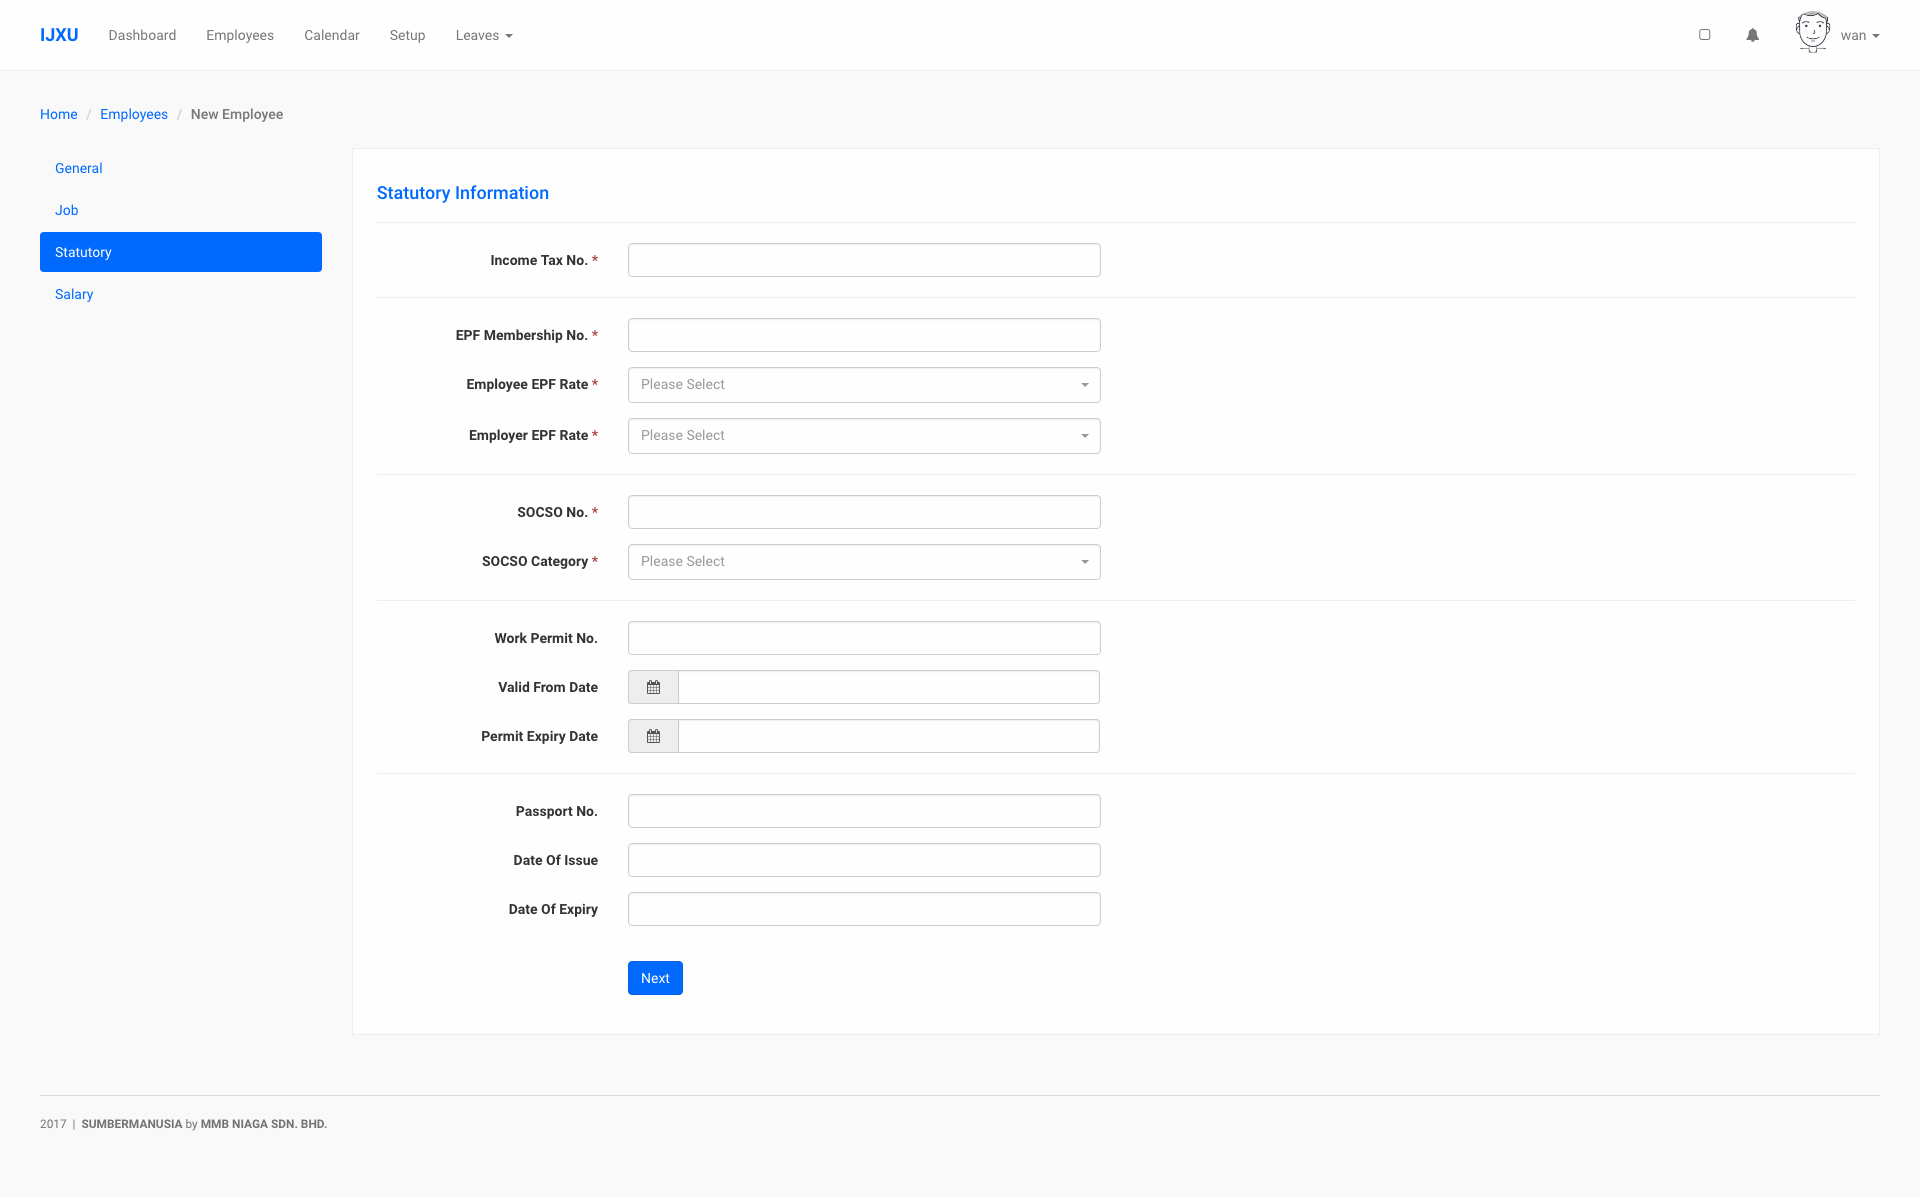 IJXU Dashboard Employees Calendar Setup Leaves wan
Home / Employees / New Employee
General
Job
Statutory
Salary
Statutory Information
Income Tax No. *
EPF Membership No. *
Employee EPF Rate * Please Select
Employer EPF Rate * Please Select
SOCSO No. *
SOCSO Category * Please Select
Work Permit No.
Valid From Date
Permit Expiry Date
Passport No.
Date Of Issue
Date Of Expiry
Next
2017 | SUMBERMANUSIA by MMB NIAGA SDN. BHD.